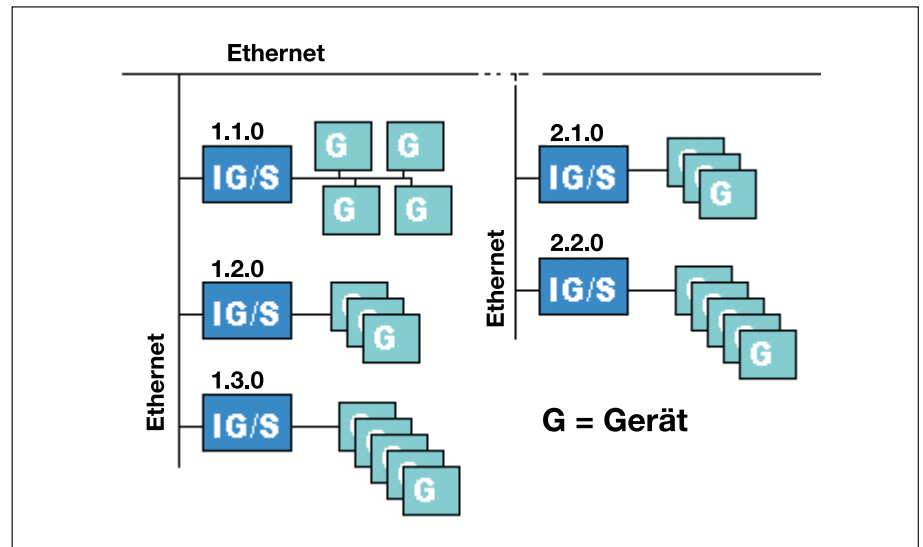 Ethernet
1.1.0
IG/S
G
G
G
G
1.2.0
IG/S
G
1.3.0
IG/S
G
Ethernet
2.1.0
IG/S
G
2.2.0
IG/S
G
Ethernet
G = Gerät